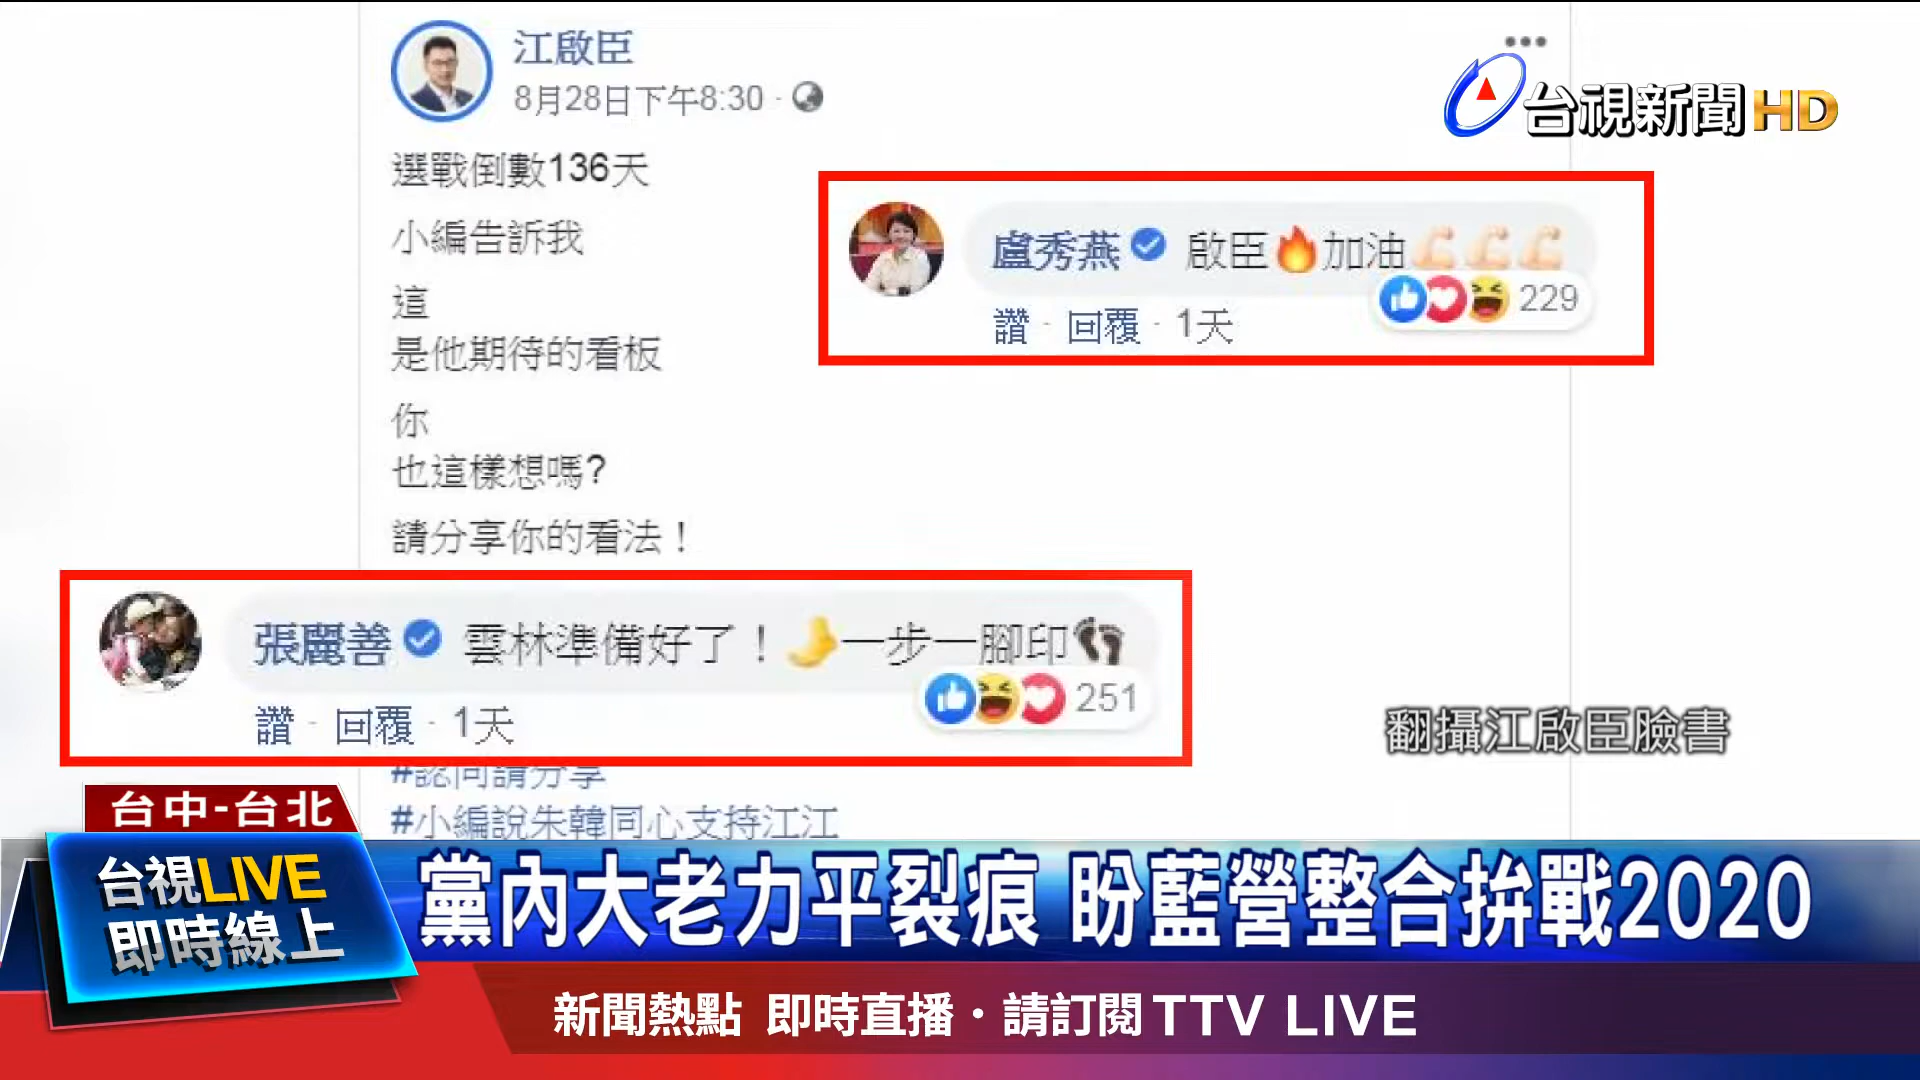 江啟臣
8月28日下午8:30
台視新聞HD
選戰倒數136天
小編告訴我
這
是他期待的看板
你
也這樣想嗎?
請分享你的看法！
盧秀燕 啟臣🔥加油💪🏻💪🏻💪🏻
229
讚 · 回覆 · 1天
張麗善 雲林準備好了！🦶一步一腳印👣
251
讚 · 回覆 · 1天
#認同請分享
#小編說朱韓同心支持江江
翻攝江啟臣臉書
台中-台北
台視LIVE
即時線上
黨內大老力平裂痕 盼藍營整合拚戰2020
新聞熱點 即時直播・請訂閱TTV LIVE